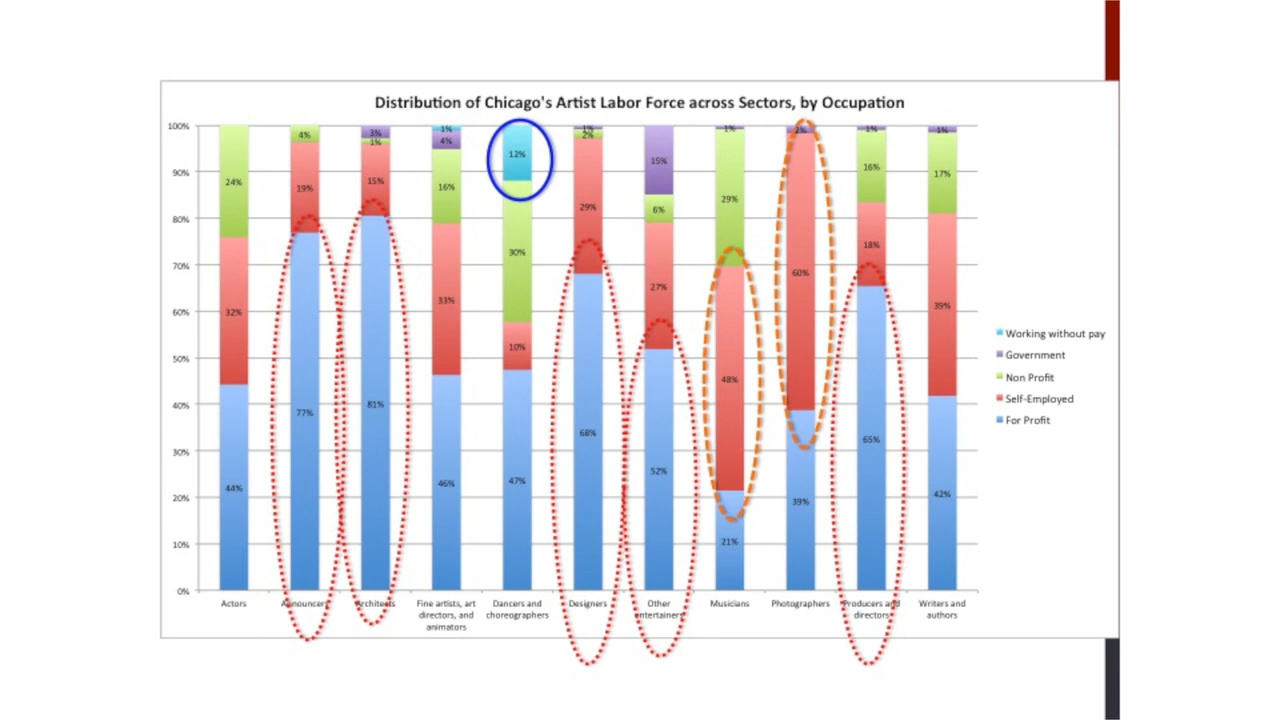 Distribution of Chicago's Artist Labor Force across Sectors, by Occupation
100%
90%
80%
70%
60%
50%
40%
30%
20%
10%
0%
24%
32%
44%
4%
19%
77%
3%
1%
15%
81%
1%
4%
16%
33%
46%
12%
30%
10%
47%
1%
2%
29%
68%
15%
6%
27%
52%
1%
29%
48%
21%
2%
60%
39%
1%
16%
18%
65%
1%
17%
39%
42%
Actors
Announcers
Architects
Fine artists, art
directors, and
animators
Dancers and
choreographers
Designers
Other
entertainers
Musicians
Photographers
Producers and
directors
Writers and
authors
Working without pay
Government
Non Profit
Self-Employed
For Profit